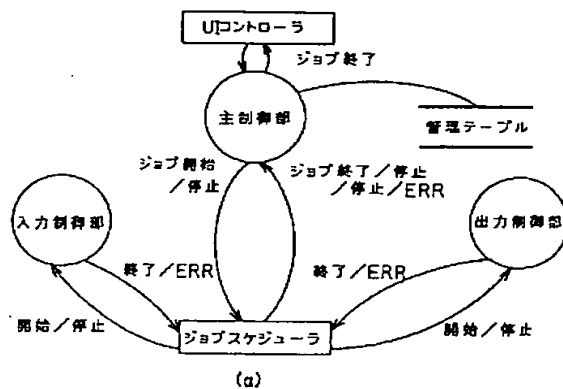 UIコントローラ
ジョブ終了
主制御部
管理テーブル
ジョブ開始
／停止
ジョブ終了／停止
／停止／ERR
入力制御部
出力制御部
終了／ERR
終了／ERR
開始／停止
開始／停止
ジョブスケジューラ
(a)